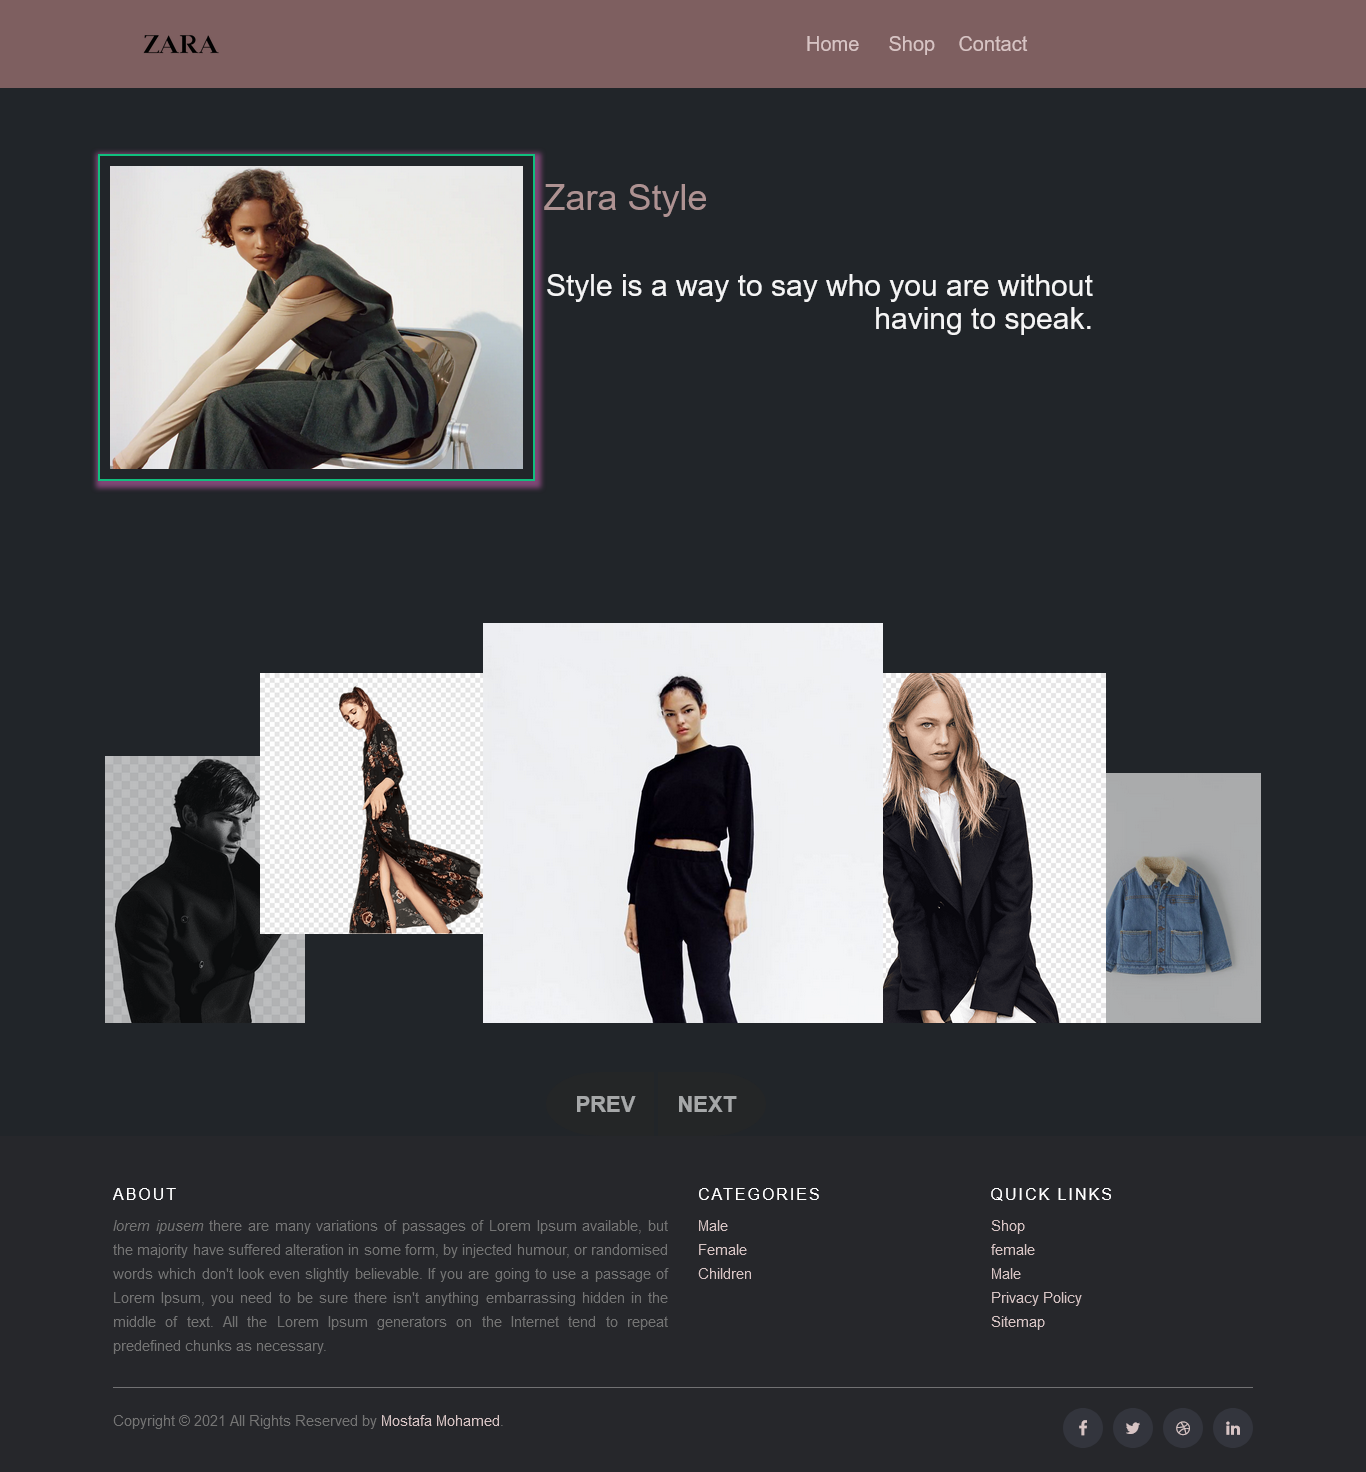 ZARA
Home Shop Contact
Zara Style
Style is a way to say who you are without
having to speak.
PREV NEXT
ABOUT
lorem ipusem there are many variations of passages of Lorem Ipsum available, but
the majority have suffered alteration in some form, by injected humour, or randomised
words which don't look even slightly believable. If you are going to use a passage of
Lorem Ipsum, you need to be sure there isn't anything embarrassing hidden in the
middle of text. All the Lorem Ipsum generators on the Internet tend to repeat
predefined chunks as necessary.
CATEGORIES
Male
Female
Children
QUICK LINKS
Shop
female
Male
Privacy Policy
Sitemap
Copyright © 2021 All Rights Reserved by Mostafa Mohamed.